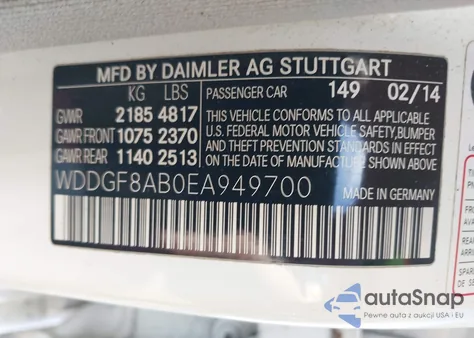 MFD BY DAIMLER AG STUTTGART
KG LBS
PASSENGER CAR 149 02/14
GVWR 2185 4817
GAWR FRONT 1075 2370
GAWR REAR 1140 2513
THIS VEHICLE CONFORMS TO ALL APPLICABLE
U.S. FEDERAL MOTOR VEHICLE SAFETY, BUMPER
AND THEFT PREVENTION STANDARDS IN EFFECT
ON THE DATE OF MANUFACTURE SHOWN ABOVE
WDDGF8AB0EA949700
MADE IN GERMANY
autoSnap
Pewne auta z aukcji USA i EU